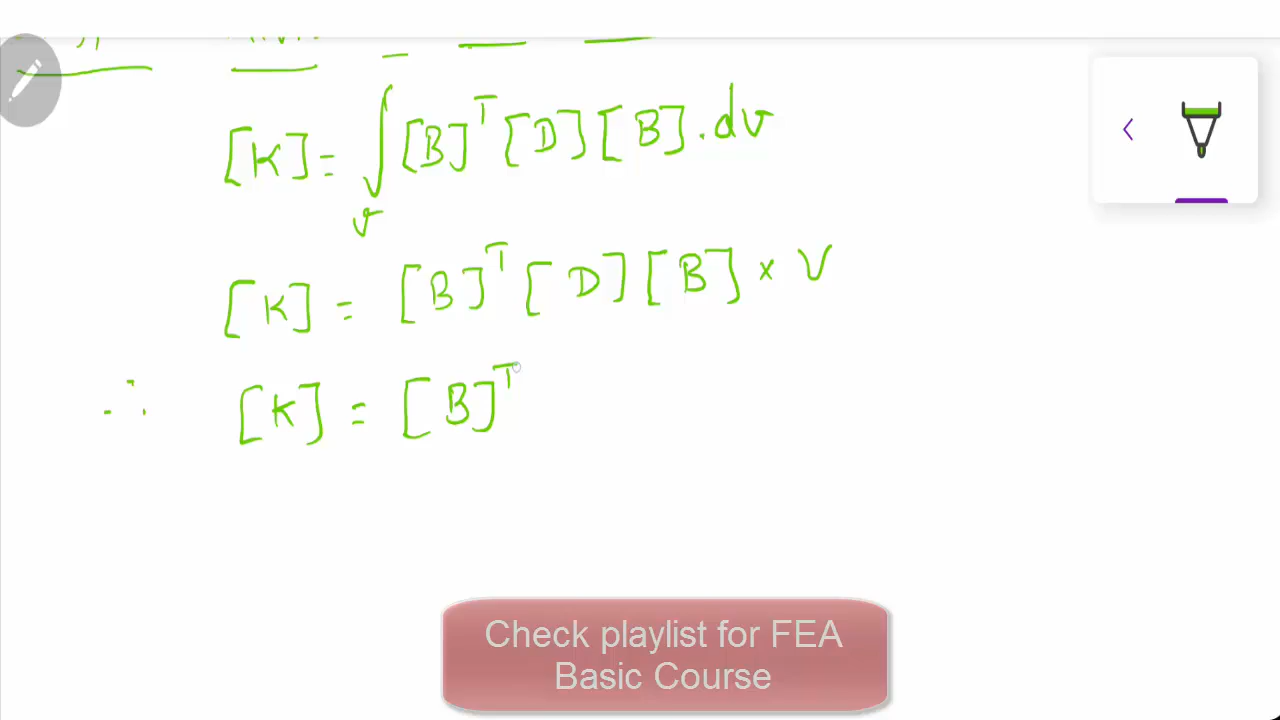 [K] = ∫v [B]ᵀ [D] [B] . dv
[K] = [B]ᵀ [D] [B] × V
∴ [K] = [B]ᵀ
Check playlist for FEA
Basic Course